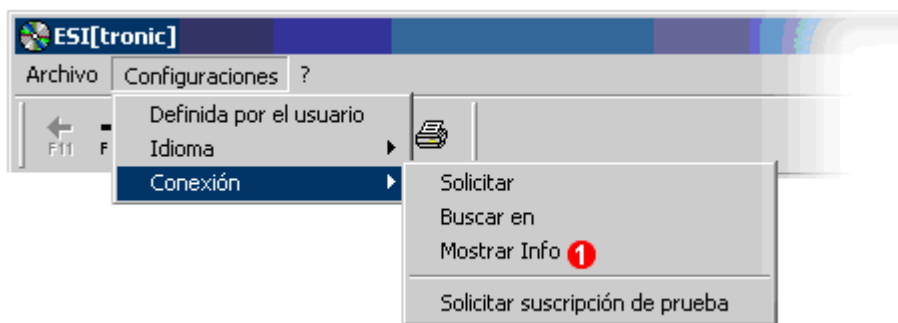 ESI[tronic]
Archivo Configuraciones ?
Definida por el usuario
F11 F
Idioma
Conexión
Solicitar
Buscar en
Mostrar Info 1
Solicitar suscripción de prueba